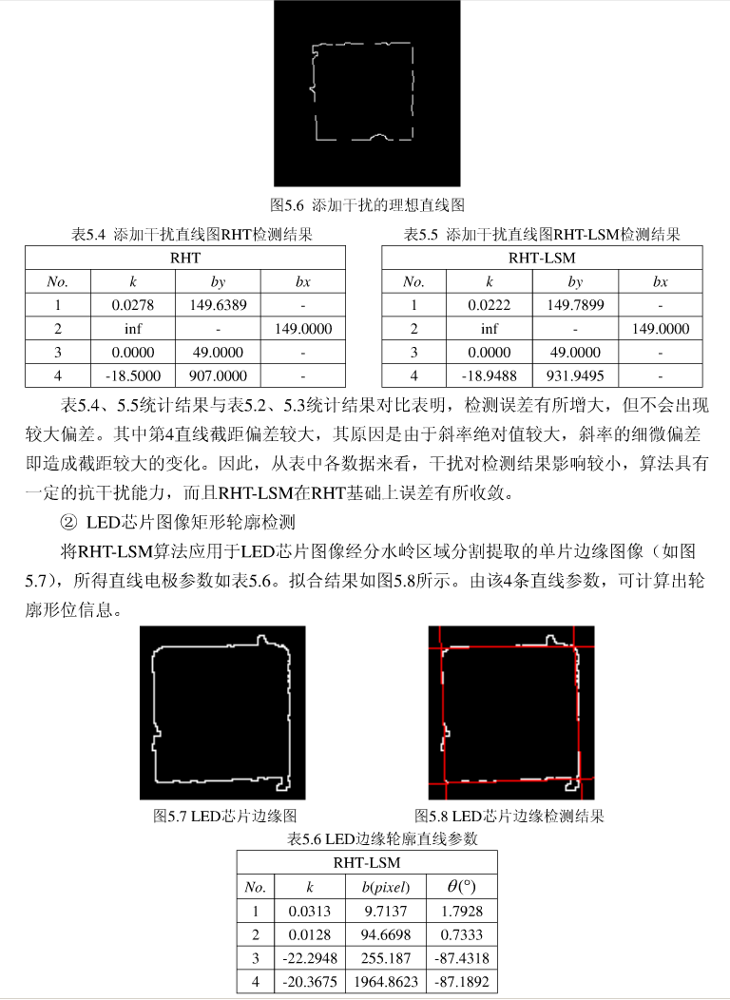 图5.6 添加干扰的理想直线图
表5.4 添加干扰直线图RHT检测结果
RHT
No. k by bx
1 0.0278 149.6389 -
2 inf - 149.0000
3 0.0000 49.0000 -
4 -18.5000 907.0000 -
表5.5 添加干扰直线图RHT-LSM检测结果
RHT-LSM
No. k by bx
1 0.0222 149.7899 -
2 inf - 149.0000
3 0.0000 49.0000 -
4 -18.9488 931.9495 -
表5.4、5.5统计结果与表5.2、5.3统计结果对比表明，检测误差有所增大，但不会出现
较大偏差。其中第4直线截距偏差较大，其原因是由于斜率绝对值较大，斜率的细微偏差
即造成截距较大的变化。因此，从表中各数据来看，干扰对检测结果影响较小，算法具有
一定的抗干扰能力，而且RHT-LSM在RHT基础上误差有所收敛。
② LED芯片图像矩形轮廓检测
将RHT-LSM算法应用于LED芯片图像经分水岭区域分割提取的单片边缘图像（如图
5.7），所得直线电极参数如表5.6。拟合结果如图5.8所示。由该4条直线参数，可计算出轮
廓形位信息。
图5.7 LED芯片边缘图
图5.8 LED芯片边缘检测结果
表5.6 LED边缘轮廓直线参数
RHT-LSM
No. k b(pixel) θ(°)
1 0.0313 9.7137 1.7928
2 0.0128 94.6698 0.7333
3 -22.2948 255.187 -87.4318
4 -20.3675 1964.8623 -87.1892